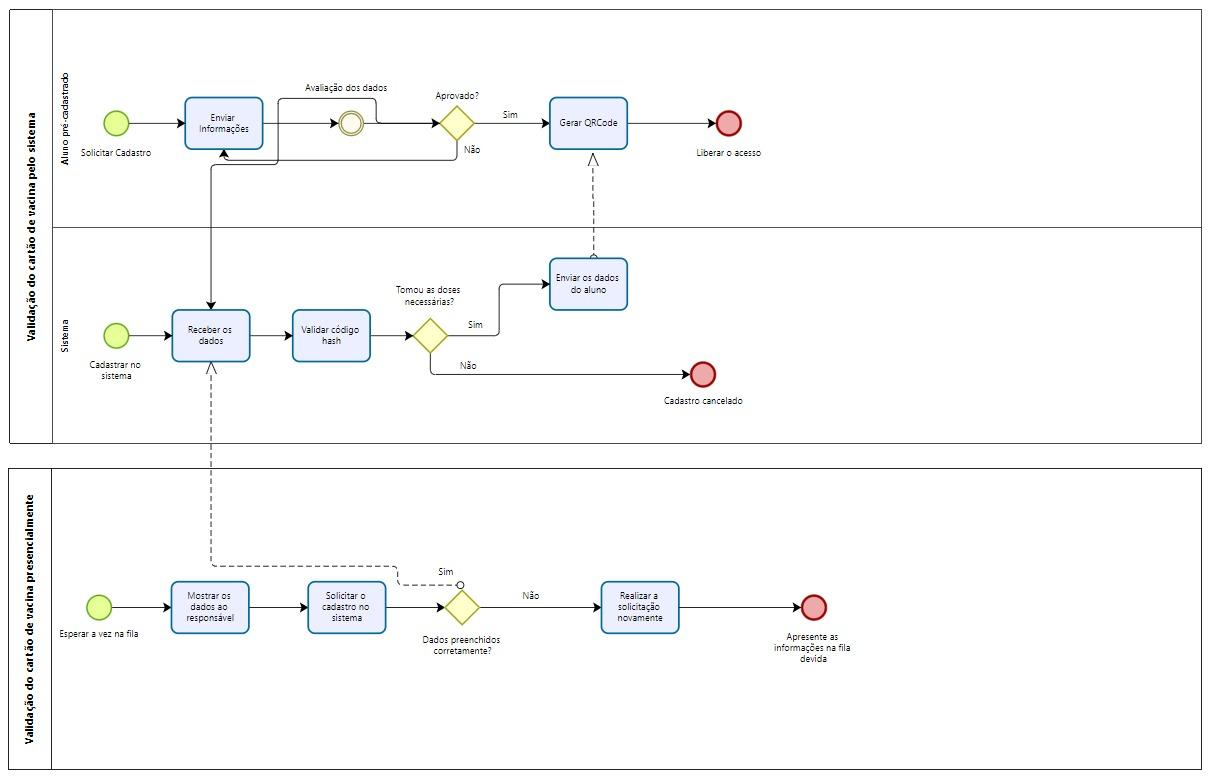 Validação do cartão de vacina pelo sistema
Aluno pré-cadastrado
Avaliação dos dados
Aprovado?
Enviar
Informações
Sim
Gerar QRCode
Solicitar Cadastro
Não
Liberar o acesso
Sistema
Enviar os dados
do aluno
Tomou as doses
necessárias?
Receber os
dados
Validar código
hash
Sim
Cadastrar no
sistema
Não
Cadastro cancelado
Validação do cartão de vacina presencialmente
Sim
Mostrar os
dados ao
responsável
Solicitar o
cadastro no
sistema
Não
Realizar a
solicitação
novamente
Esperar a vez na fila
Dados preenchidos
corretamente?
Apresente as
informações na fila
devida